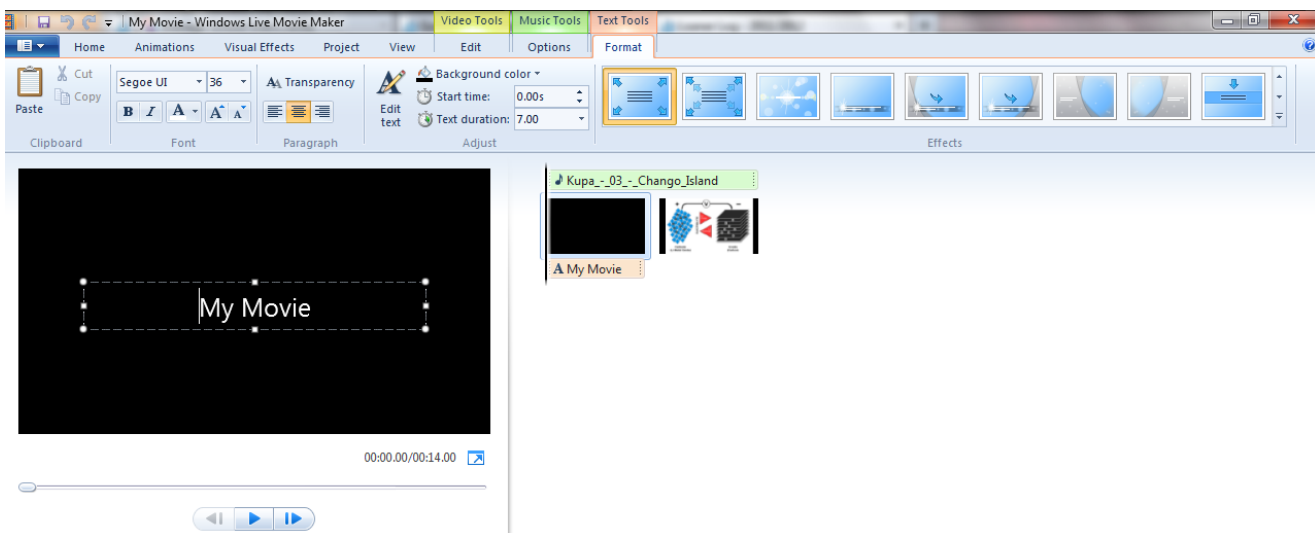 My Movie - Windows Live Movie Maker
Video Tools Music Tools Text Tools
Home Animations Visual Effects Project View Edit Options Format
Paste
Cut
Copy
Clipboard
Segoe UI 36
B I A A A
Font
AA Transparency
Paragraph
Edit text
Background color
Start time: 0.00s
Text duration: 7.00
Adjust
Effects
My Movie
00:00.00/00:14.00
Kupa_-_03_-_Chango_Island
A My Movie